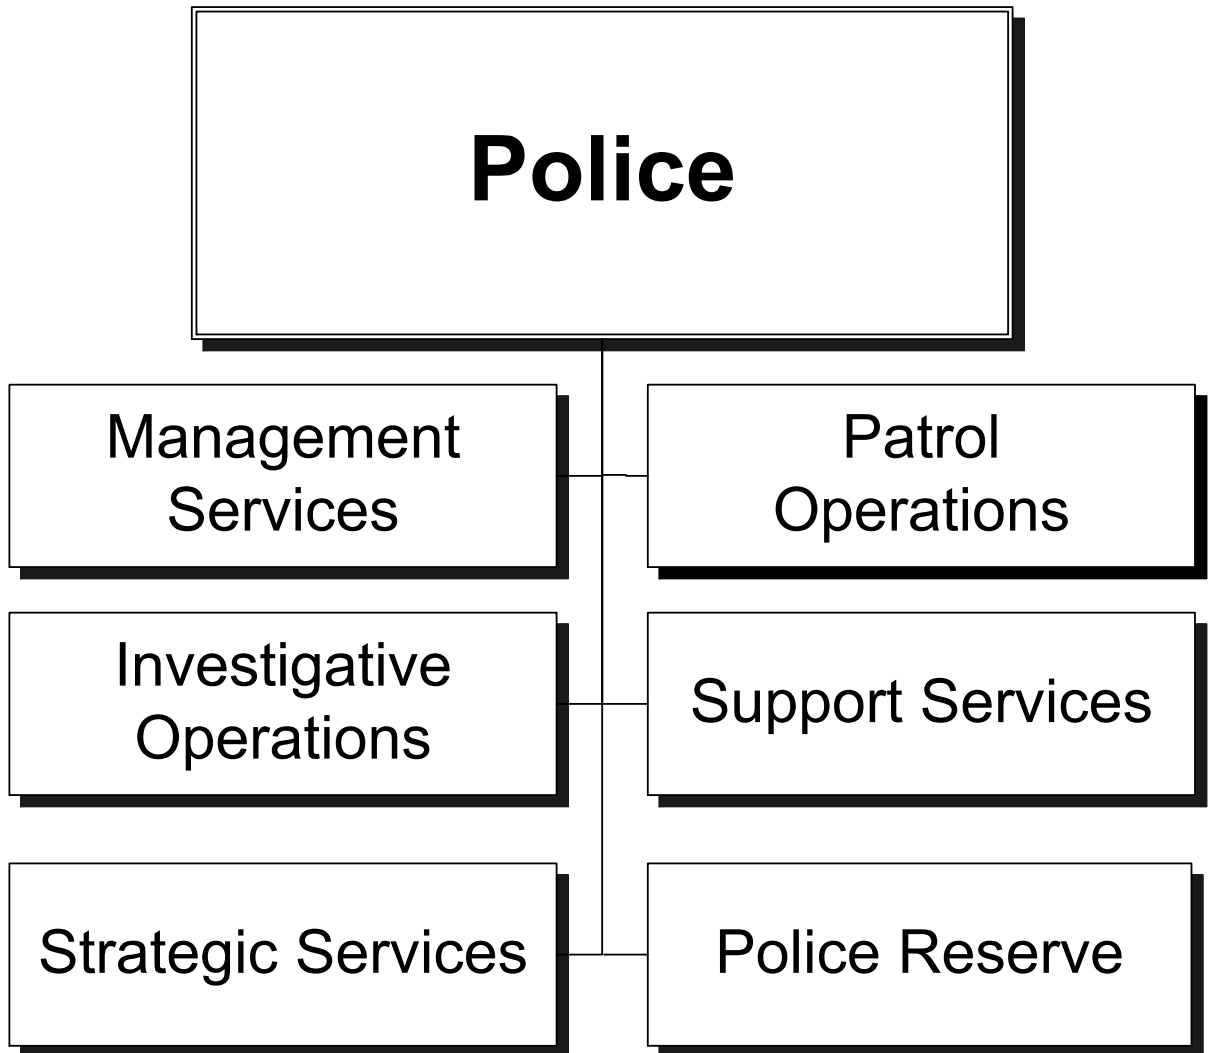 Police
Management
Services
Patrol
Operations
Investigative
Operations
Support Services
Strategic Services
Police Reserve